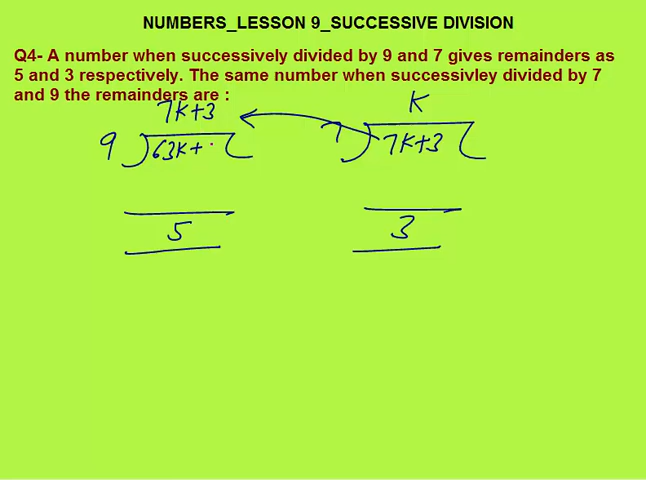 NUMBERS_LESSON 9_SUCCESSIVE DIVISION
Q4- A number when successively divided by 9 and 7 gives remainders as
5 and 3 respectively. The same number when successivley divided by 7
and 9 the remainders are :
7K+3 K
9 63K+ 7 7K+3
5 3